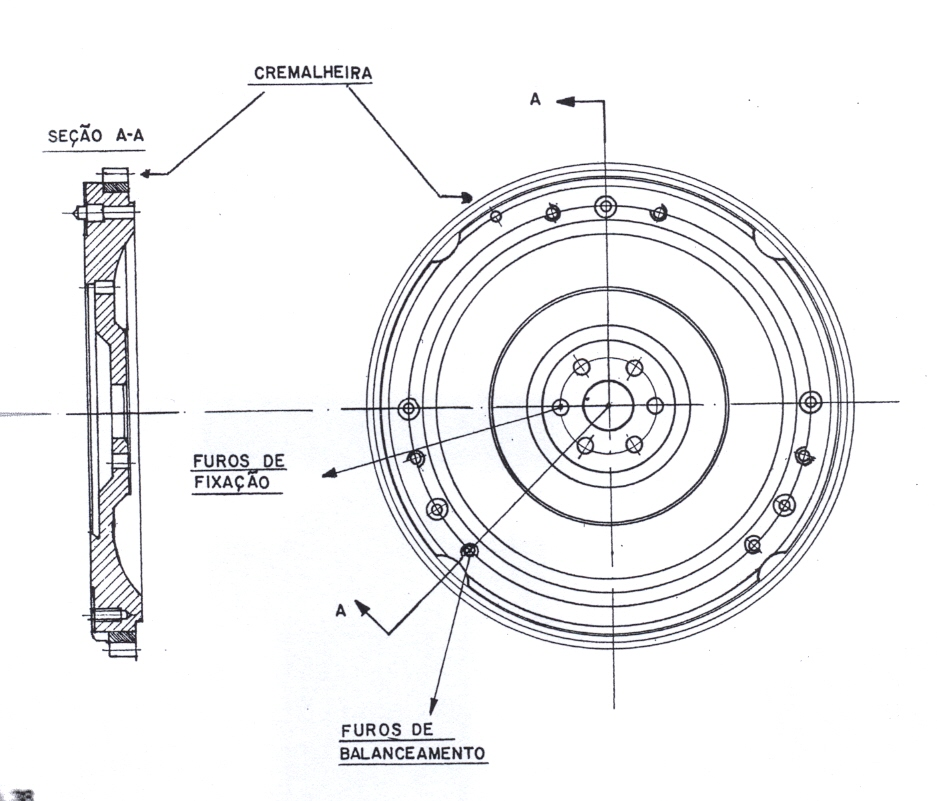 CREMALHEIRA
A
SEÇÃO A-A
FUROS DE
FIXAÇÃO
A
FUROS DE
BALANCEAMENTO